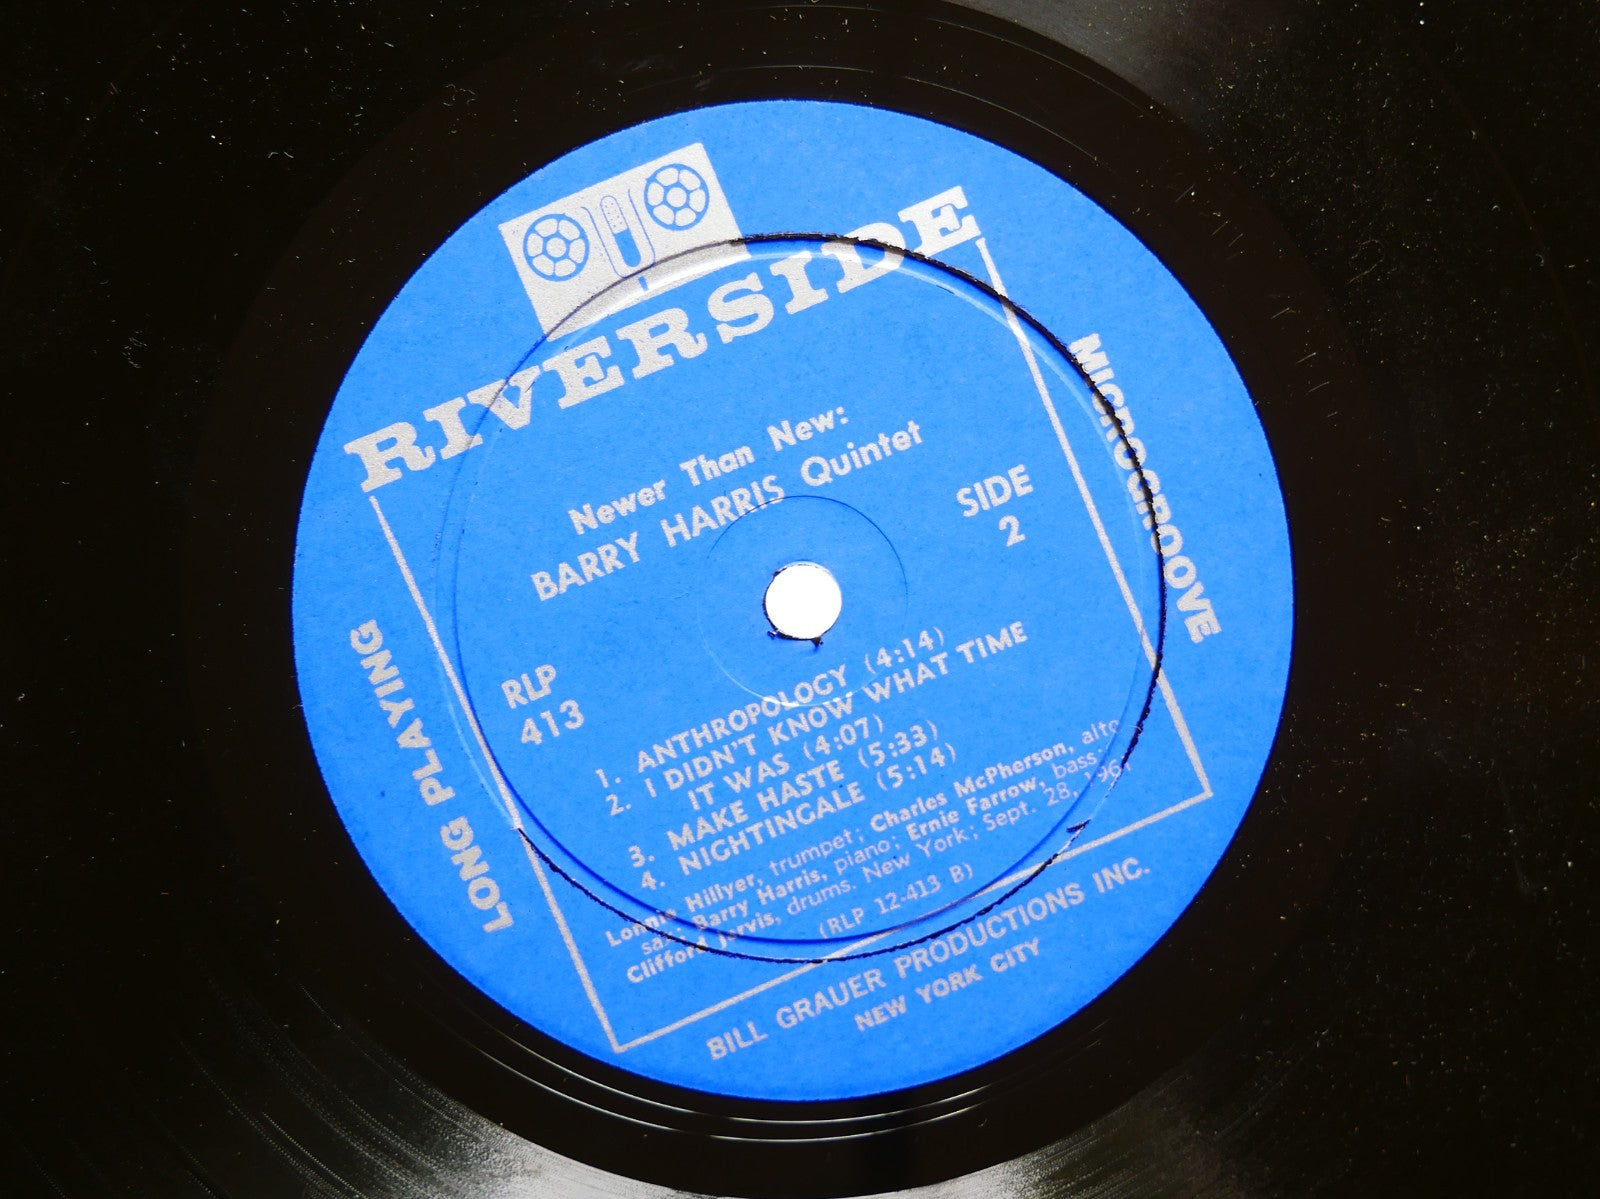 RIVERSIDE
LONG PLAYING
MICROGROOVE
Newer Than New:
BARRY HARRIS Quintet
SIDE
2
RLP
413
1. ANTHROPOLOGY (4:14)
2. I DIDN'T KNOW WHAT TIME
IT WAS (4:07)
3. MAKE HASTE (5:33)
4. NIGHTINGALE (5:14)
Lonnie Hillyer, trumpet; Charles McPherson, alto
sax; Barry Harris, piano; Ernie Farrow, bass;
Clifford Jarvis, drums. New York; Sept. 28,
(RLP 12-413 B)
BILL GRAUER PRODUCTIONS INC.
NEW YORK CITY